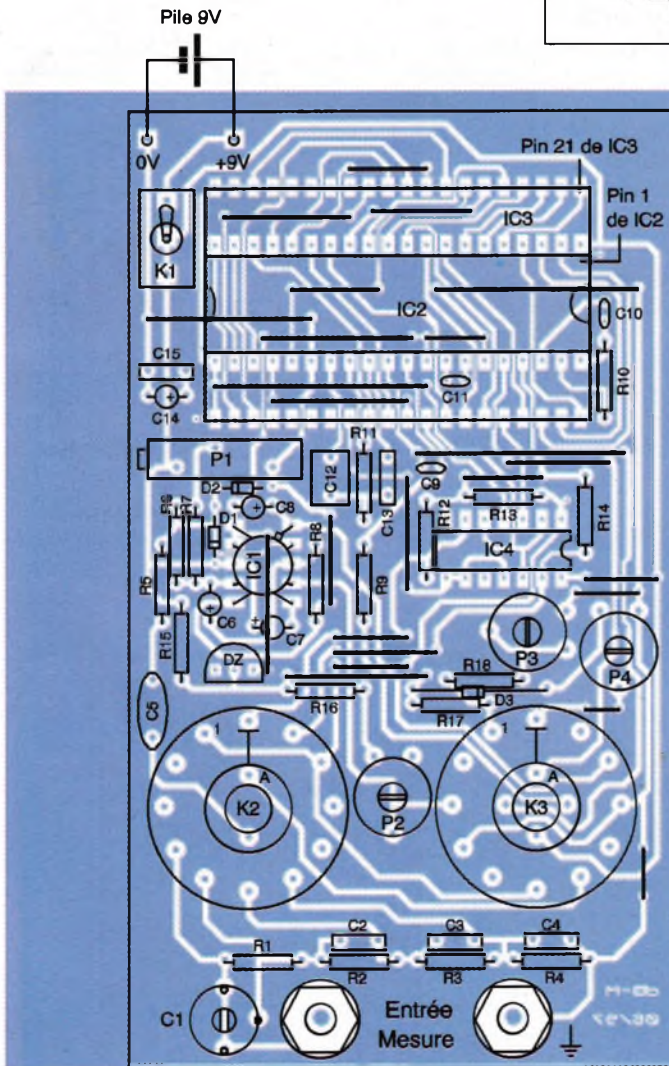 Pile 9V
0V
+9V
Pin 21 de IC3
Pin 1
de IC2
IC3
K1
IC2
C10
C15
C14
C11
R10
P1
R11
C12
C13
C9
D2
C8
R6
R7
D1
IC1
R8
R12
R13
R14
IC4
R5
R9
C6
C7
R15
DZ
P3
P4
R18
D3
R16
R17
C5
1
A
K2
P2
1
A
K3
C2
C3
C4
R1
R2
R3
R4
C1
Entrée
Mesure